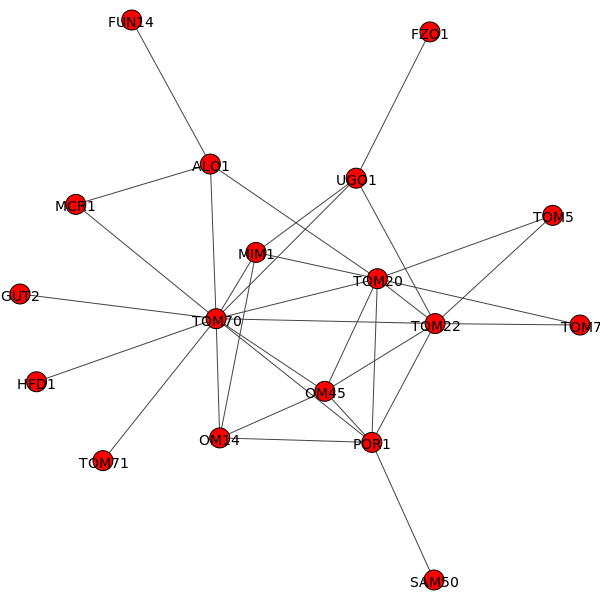 FUN14
FZO1
ALO1
UGO1
MCR1
TOM5
MIM1
TOM20
GUT2
TOM70
TOM22
TOM7
HFD1
OM45
OM14
POR1
TOM71
SAM50